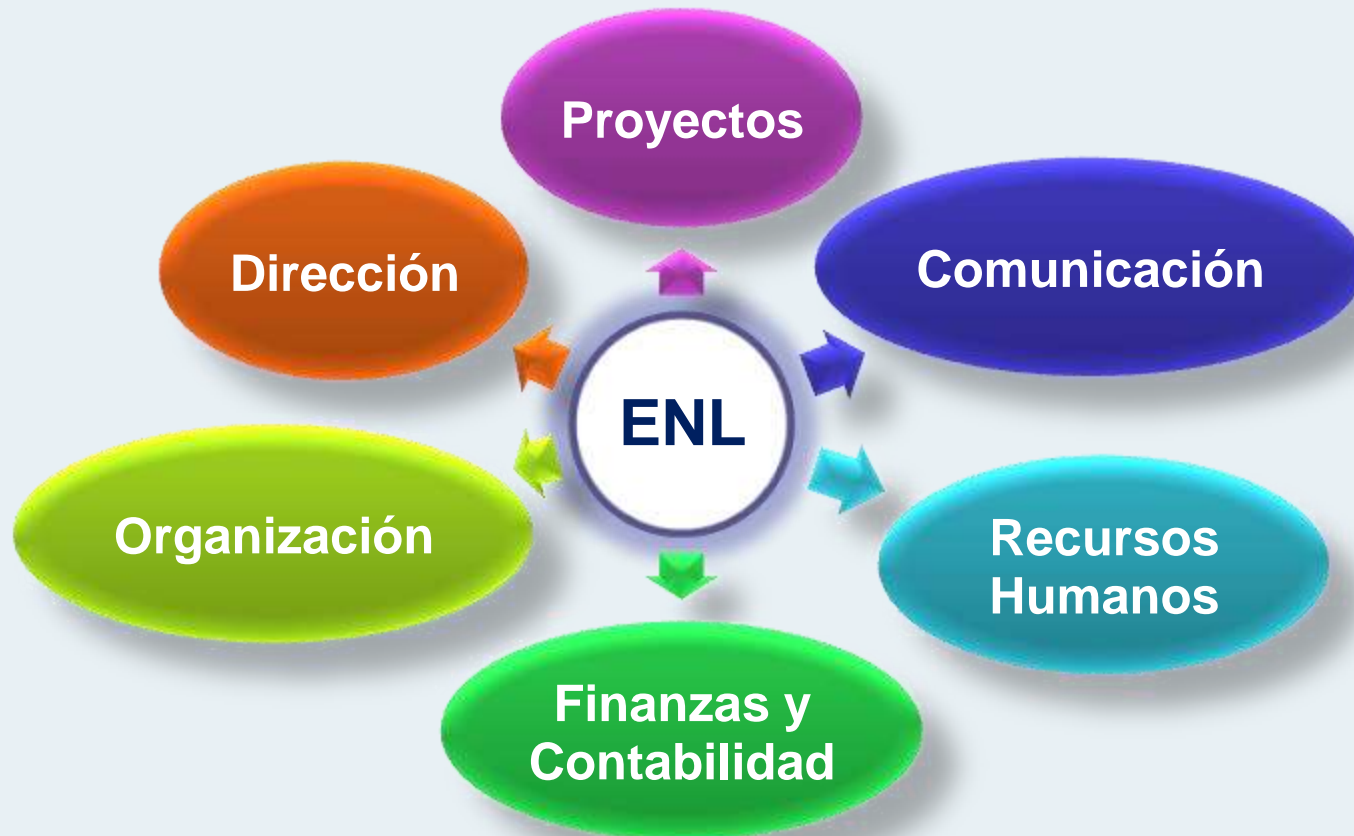 Proyectos
Dirección
Comunicación
ENL
Organización
Recursos
Humanos
Finanzas y
Contabilidad